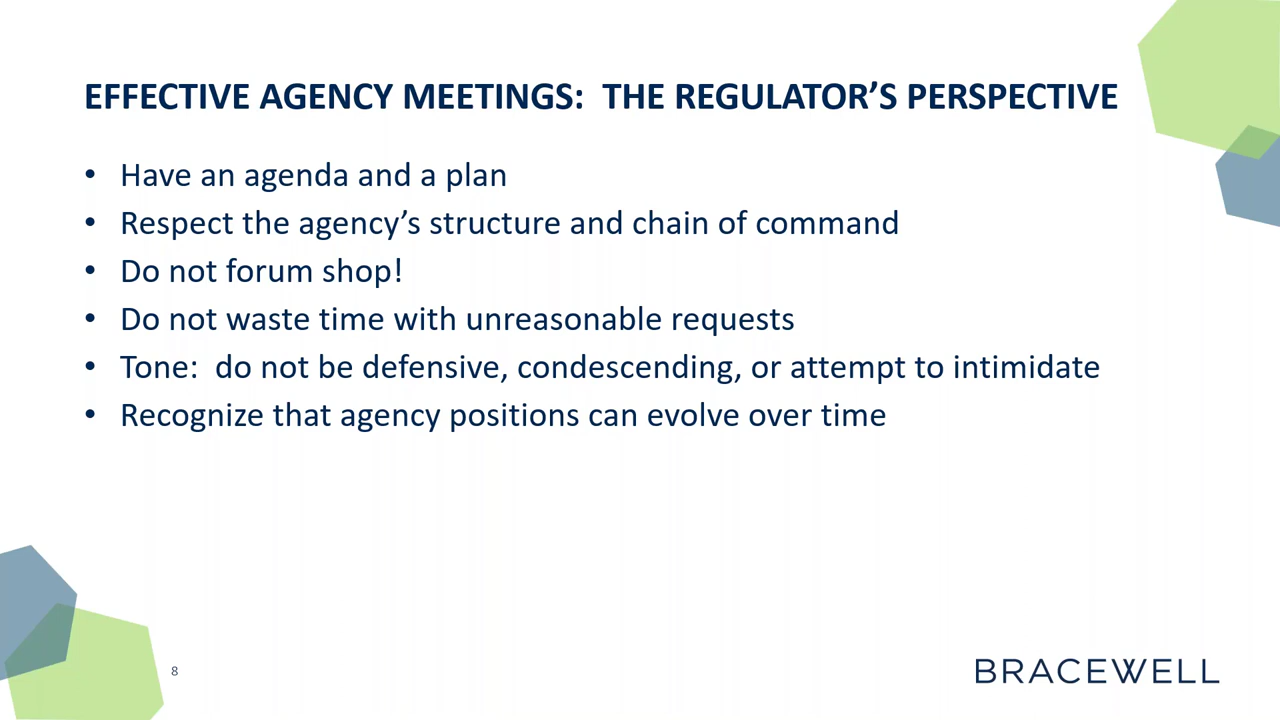 EFFECTIVE AGENCY MEETINGS:  THE REGULATOR’S PERSPECTIVE
• Have an agenda and a plan
• Respect the agency’s structure and chain of command
• Do not forum shop!
• Do not waste time with unreasonable requests
• Tone:  do not be defensive, condescending, or attempt to intimidate
• Recognize that agency positions can evolve over time
8
BRACEWELL